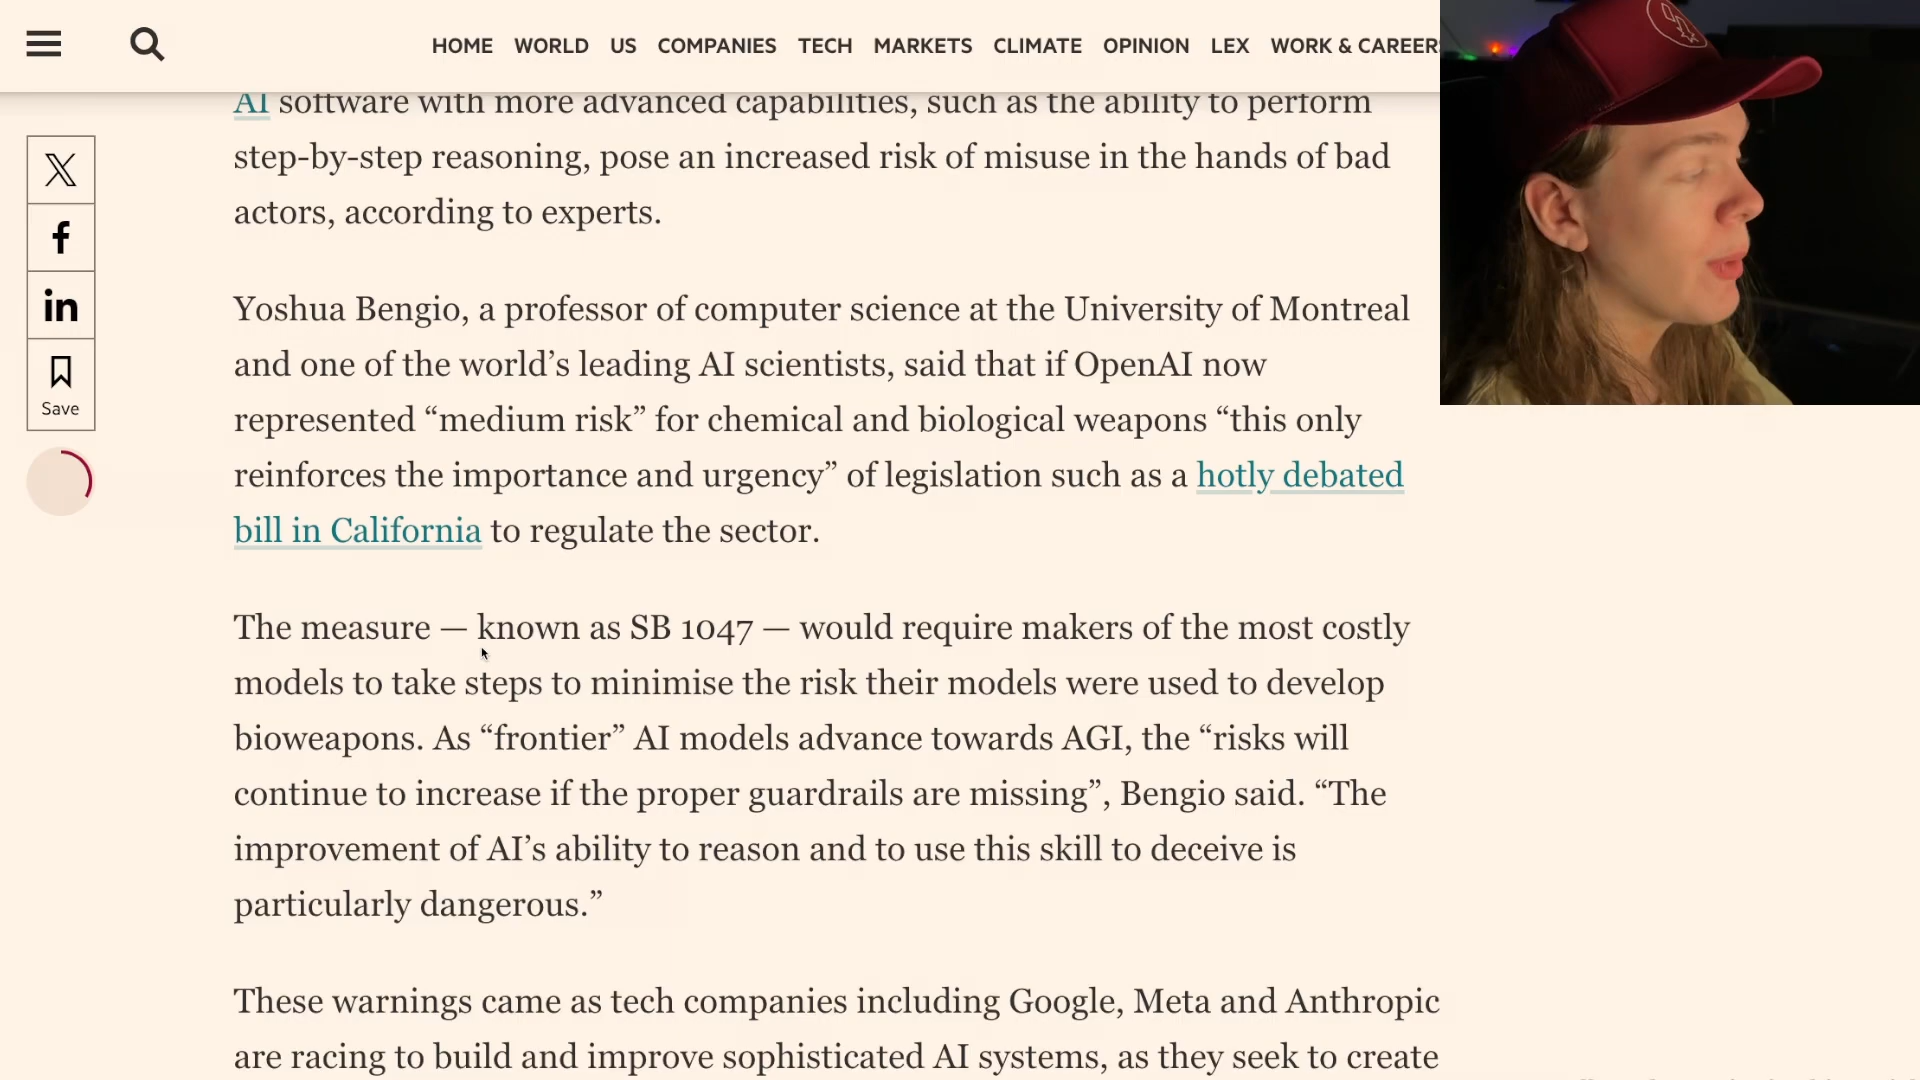 HOME WORLD US COMPANIES TECH MARKETS CLIMATE OPINION LEX WORK & CAREERS
AI software with more advanced capabilities, such as the ability to perform
step-by-step reasoning, pose an increased risk of misuse in the hands of bad
actors, according to experts.
X
f
in
Save
Yoshua Bengio, a professor of computer science at the University of Montreal
and one of the world’s leading AI scientists, said that if OpenAI now
represented “medium risk” for chemical and biological weapons “this only
reinforces the importance and urgency” of legislation such as a hotly debated
bill in California to regulate the sector.
The measure — known as SB 1047 — would require makers of the most costly
models to take steps to minimise the risk their models were used to develop
bioweapons. As “frontier” AI models advance towards AGI, the “risks will
continue to increase if the proper guardrails are missing”, Bengio said. “The
improvement of AI’s ability to reason and to use this skill to deceive is
particularly dangerous.”
These warnings came as tech companies including Google, Meta and Anthropic
are racing to build and improve sophisticated AI systems, as they seek to create